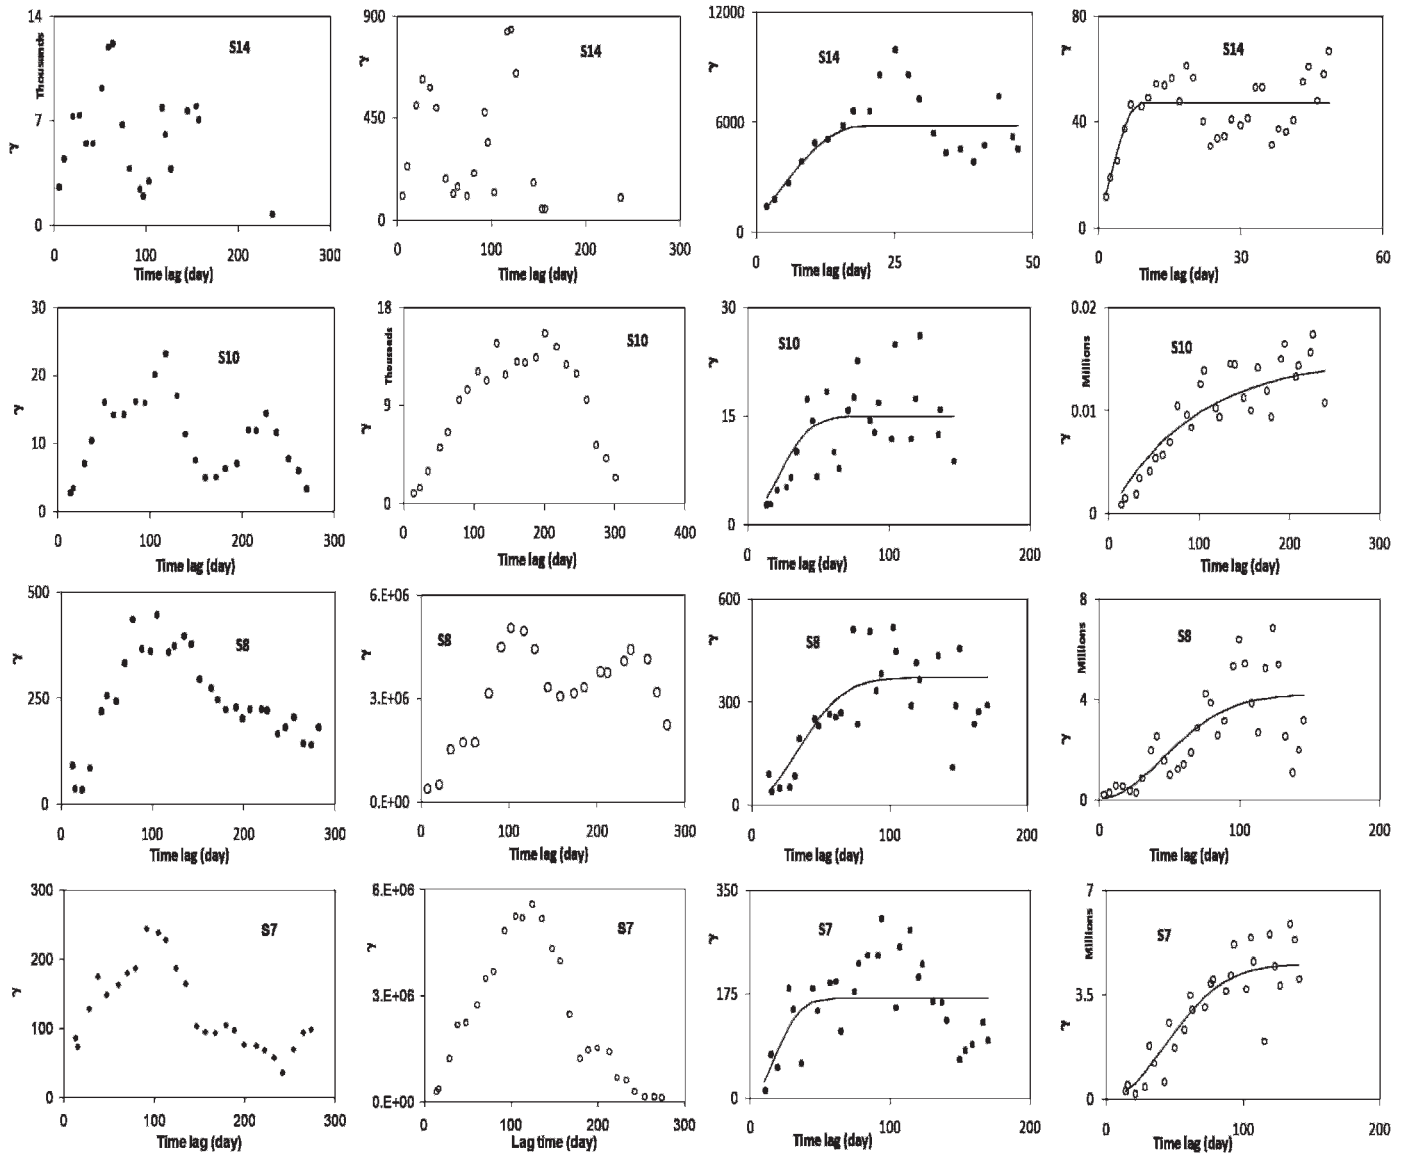 14
Thousands
S14
7
γ
0
0 100 200 300
Time lag (day)
900
γ
S14
450
0
0 100 200 300
Time lag (day)
12000
γ
S14
6000
0
0 25 50
Time lag (day)
80
γ
S14
40
0
0 30 60
Time lag (day)
30
S10
20
γ
10
0
0 100 200 300
Time lag (day)
18
Thousands
S10
9
γ
0
0 100 200 300 400
Time lag (day)
30
γ
S10
15
0
0 100 200
Time lag (day)
0.02
Millions
S10
0.01
γ
0
0 100 200 300
Time lag (day)
500
γ
S8
250
0
0 100 200 300
Time lag (day)
6.E+06
S8
γ
3.E+06
0.E+00
0 100 200 300
Time lag (day)
600
γ
S8
300
0
0 100 200
Time lag (day)
8
Millions
S8
4
γ
0
0 100 200
Time lag (day)
300
S7
200
γ
100
0
0 100 200 300
Time lag (day)
6.E+06
S7
γ
3.E+06
0.E+00
0 100 200 300
Lag time (day)
350
γ
S7
175
0
0 100 200
Time lag (day)
7
Millions
S7
3.5
γ
0
0 100 200
Time lag (day)